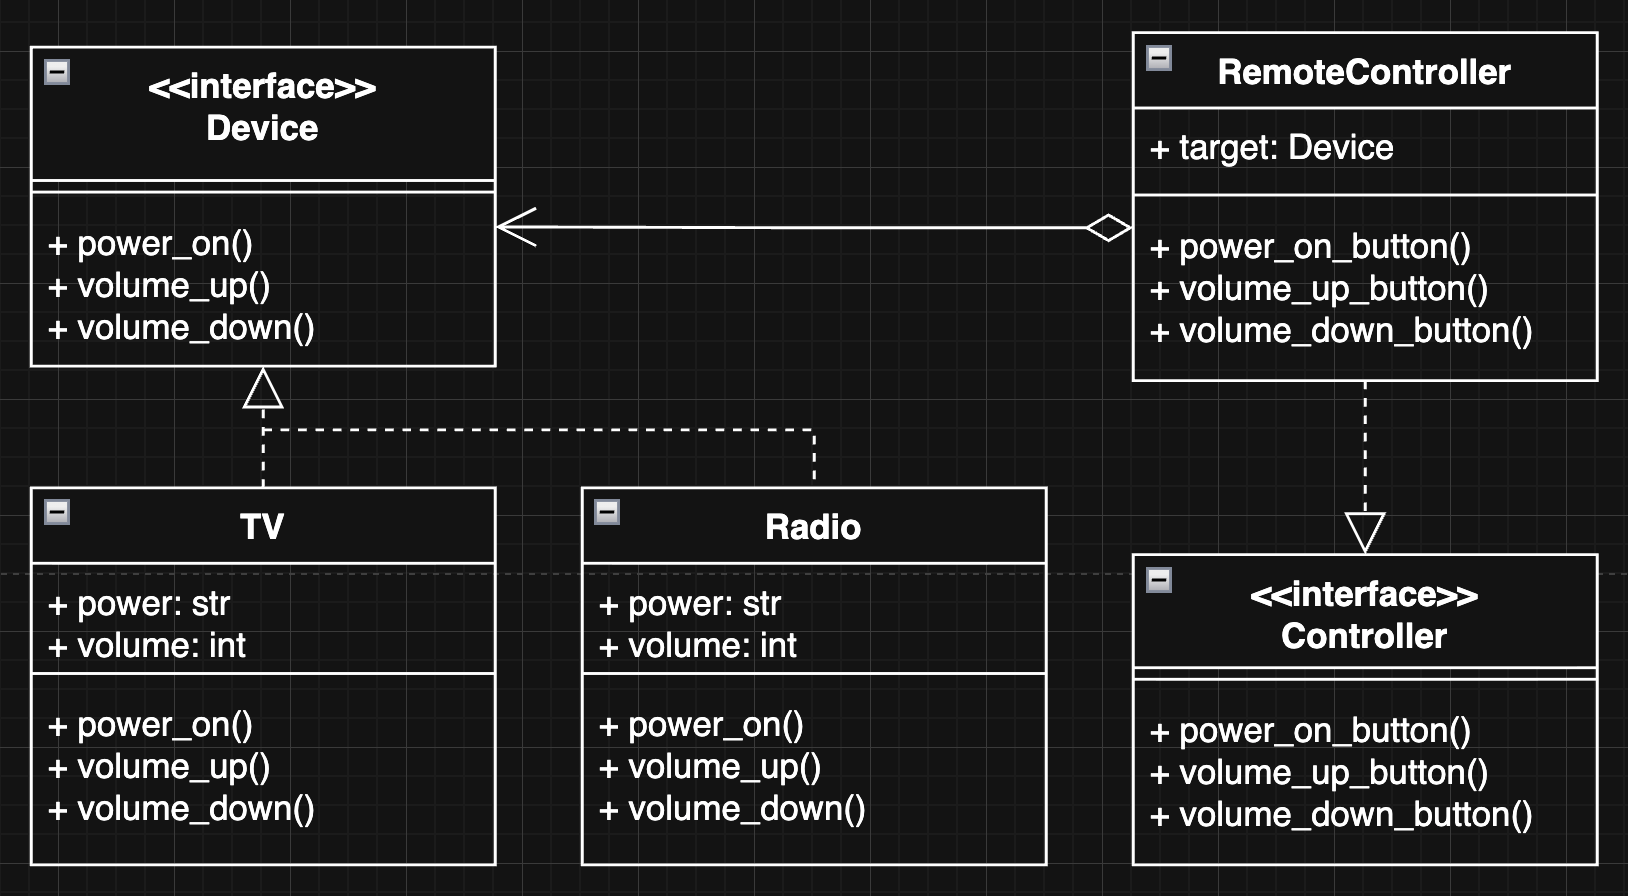 <<interface>>
Device
+ power_on()
+ volume_up()
+ volume_down()
RemoteController
+ target: Device
+ power_on_button()
+ volume_up_button()
+ volume_down_button()
TV
+ power: str
+ volume: int
+ power_on()
+ volume_up()
+ volume_down()
Radio
+ power: str
+ volume: int
+ power_on()
+ volume_up()
+ volume_down()
<<interface>>
Controller
+ power_on_button()
+ volume_up_button()
+ volume_down_button()